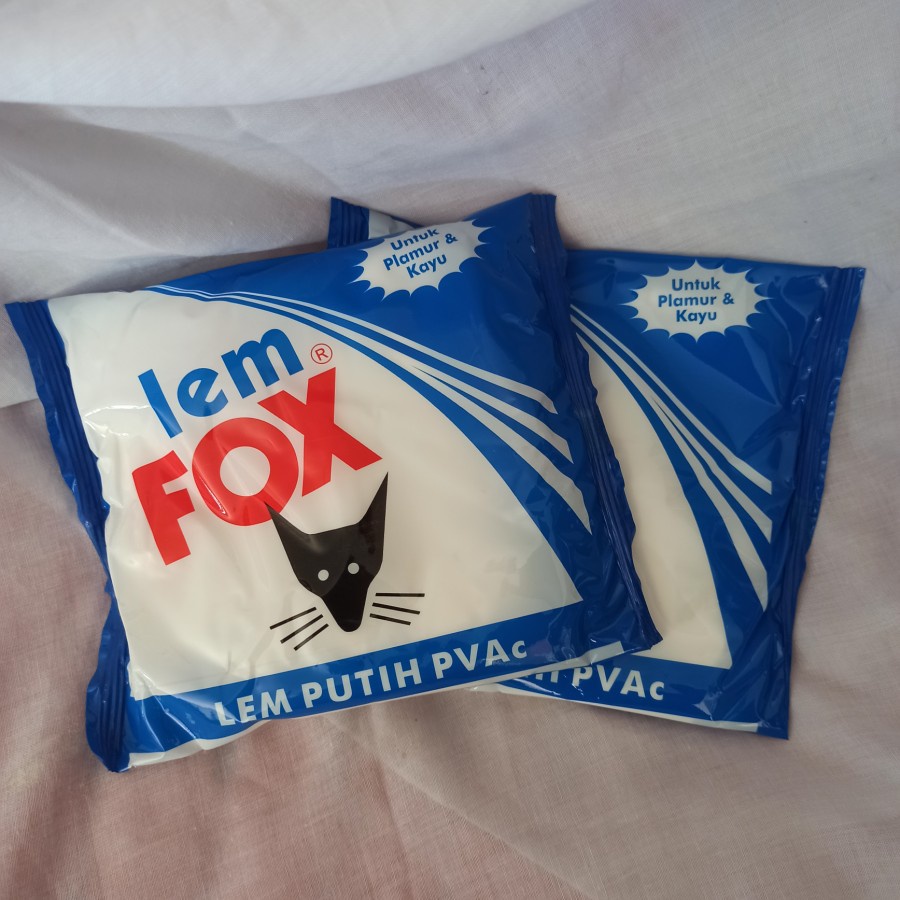 Untuk
Plamur &
Kayu
lem ®
FOX
LEM PUTIH PVAc
Untuk
Plamur &
Kayu
PVAc